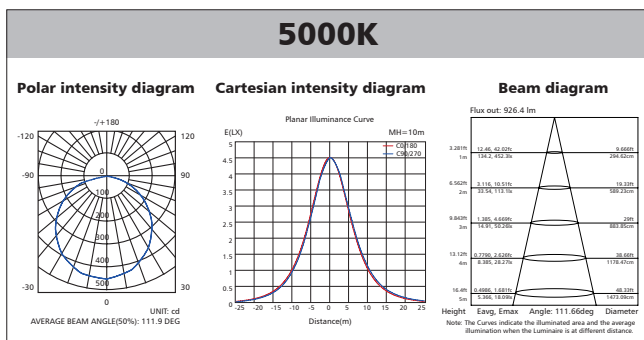 5000K
Polar intensity diagram
Cartesian intensity diagram
Beam diagram
-/+180
-120
120
-90
90
0
100
200
300
400
500
-30
30
0
UNIT: cd
AVERAGE BEAM ANGLE(50%): 111.9 DEG
Planar Illuminance Curve
E(LX)
MH=10m
C0/180
C90/270
5
4.5
4
3.5
3
2.5
2
1.5
1
0.5
0
-25 -20 -15 -10 -5 0 5 10 15 20 25
Distance(m)
Flux out: 926.4 lm
3.281ft 12.46, 42.02fc 9.666ft
1m 134.2, 452.3lx 294.62cm
6.562ft 3.116, 10.51fc 19.33ft
2m 33.54, 113.1lx 589.23cm
9.843ft 1.385, 4.669fc 29ft
3m 14.91, 50.26lx 883.85cm
13.12ft 0.7790, 2.626fc 38.66ft
4m 8.385, 28.27lx 1178.47cm
16.4ft 0.4986, 1.681fc 48.33ft
5m 5.366, 18.09lx 1473.09cm
Height Eavg, Emax Angle: 111.66deg Diameter
Note: The Curves indicate the illuminated area and the average
illumination when the Luminaire is at different distance.